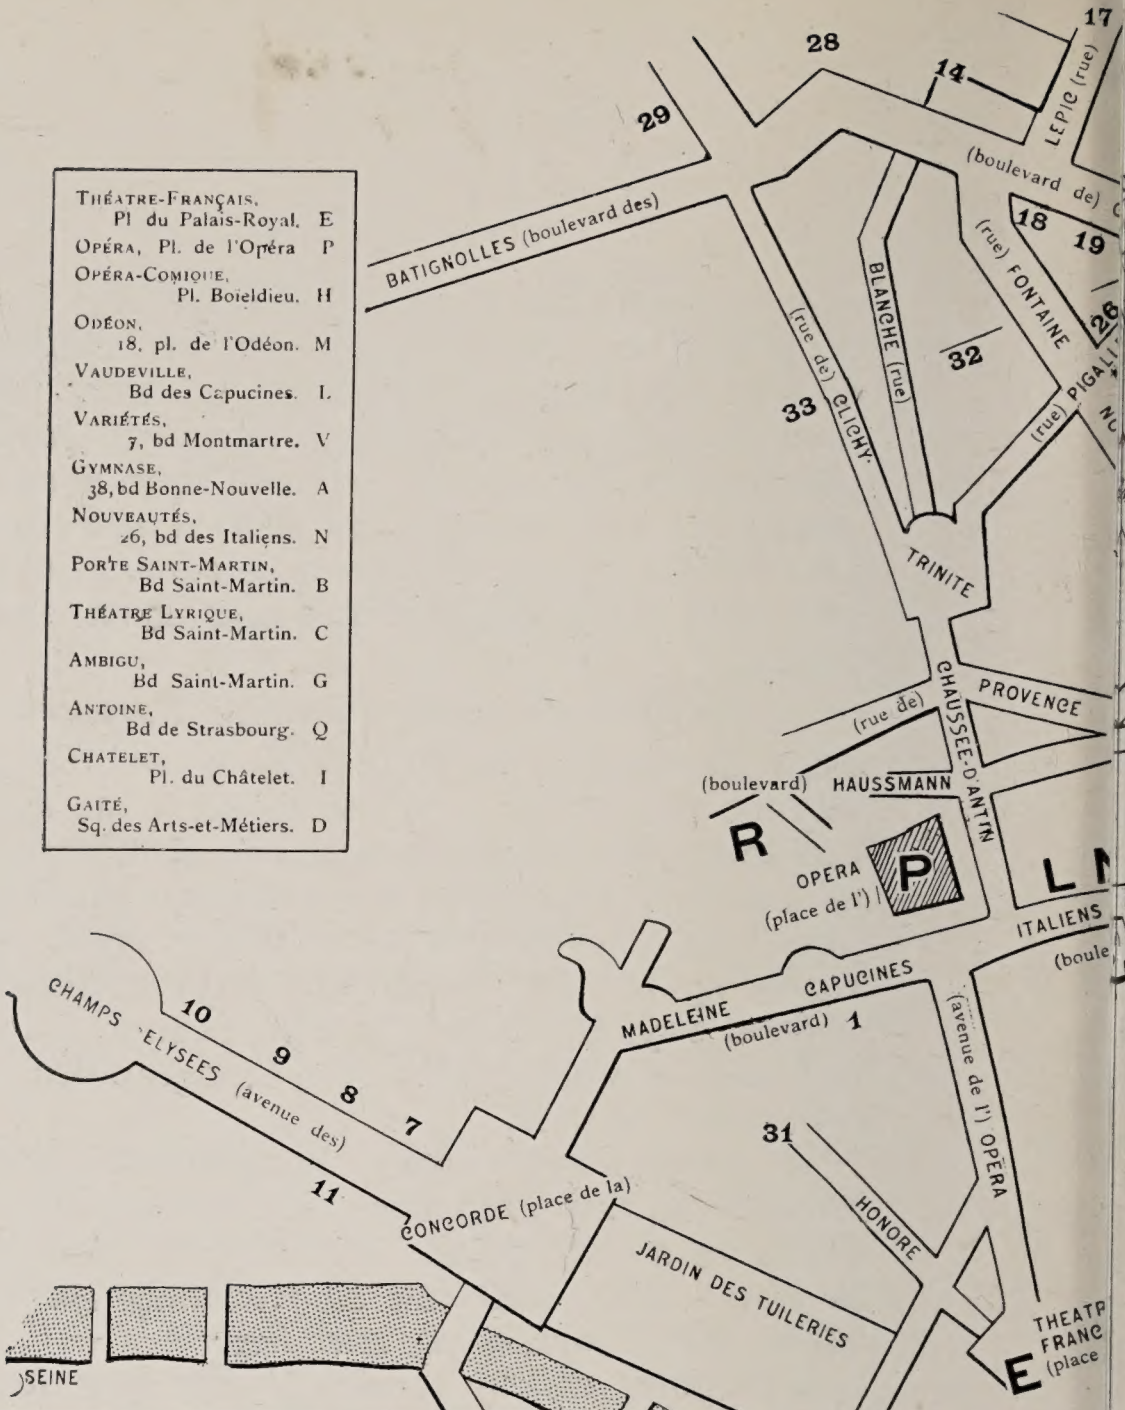 THÉATRE-FRANÇAIS,
Pl du Palais-Royal. E
OPÉRA, Pl. de l'Opéra P
OPÉRA-COMIQUE,
Pl. Boieldieu. H
ODÉON,
18, pl. de l'Odéon. M
VAUDEVILLE,
Bd des Capucines. L
VARIÉTÉS,
7, bd Montmartre. V
GYMNASE,
38, bd Bonne-Nouvelle. A
NOUVEAUTÉS,
26, bd des Italiens. N
PORTE SAINT-MARTIN,
Bd Saint-Martin. B
THÉATRE LYRIQUE,
Bd Saint-Martin. C
AMBIGU,
Bd Saint-Martin. G
ANTOINE,
Bd de Strasbourg. Q
CHATELET,
Pl. du Châtelet. I
GAITÉ,
Sq. des Arts-et-Métiers. D
17
28
14
LEPIC (rue)
29
(boulevard de)
18
19
BATIGNOLLES (boulevard des)
(rue) FONTAINE
26
BLANCHE (rue)
32
(rue de) CLICHY
33
(rue) PIGALL
TRINITE
CHAUSSEE-D'ANTIN
(rue de) PROVENCE
(boulevard) HAUSSMANN
R
OPERA
(place de l')
P
L
ITALIENS
(boule
CAPUCINES
MADELEINE
(boulevard) 1
(avenue de l') OPÉRA
CHAMPS ELYSEES (avenue des)
10
9
8
7
11
31
HONORE
CONCORDE (place de la)
JARDIN DES TUILERIES
THEATR
FRANC
(place
E
SEINE